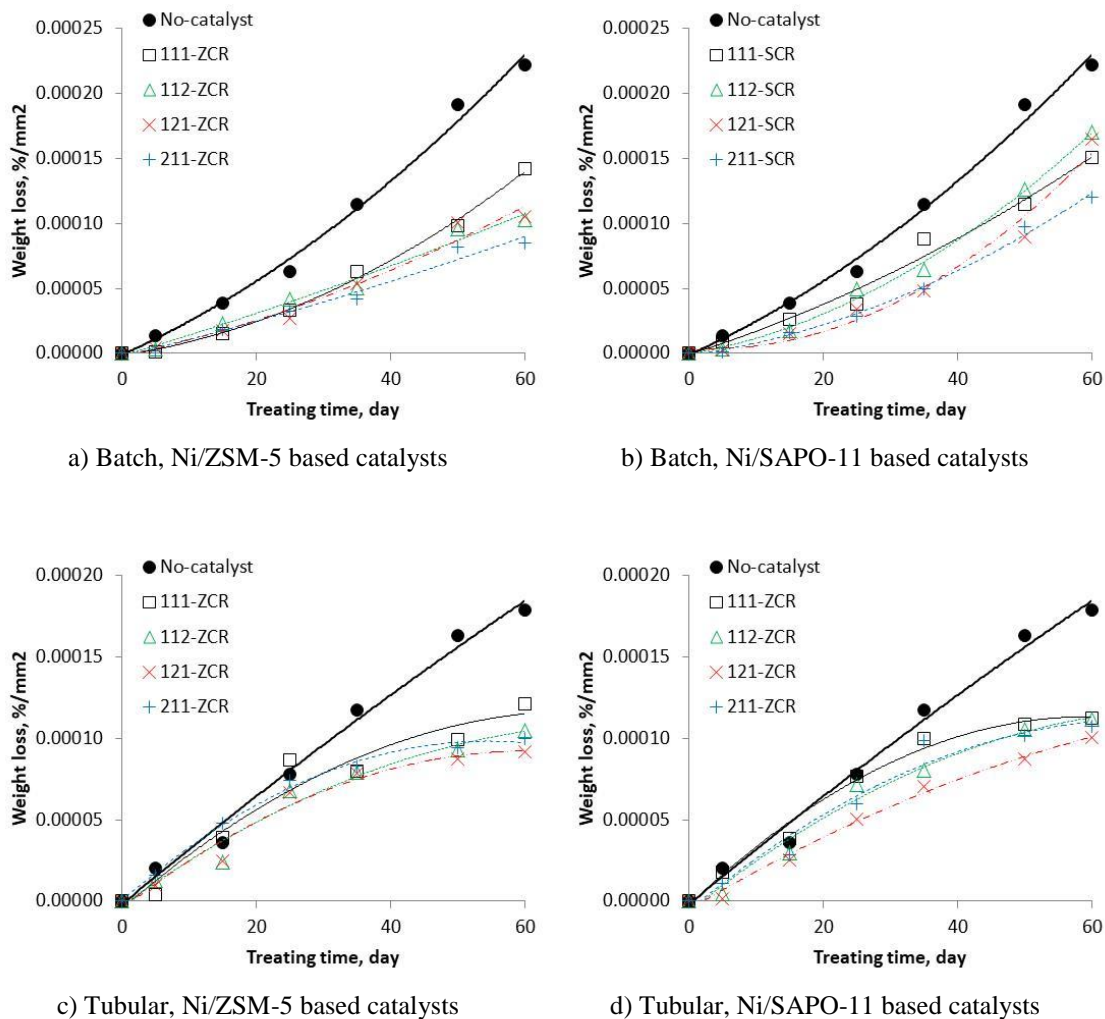 No-catalyst
111-ZCR
112-ZCR
121-ZCR
211-ZCR
0.00025
0.00020
0.00015
0.00010
0.00005
0.00000
Weight loss, %/mm2
0 20 40 60
Treating time, day
a) Batch, Ni/ZSM-5 based catalysts
No-catalyst
111-SCR
112-SCR
121-SCR
211-SCR
0.00025
0.00020
0.00015
0.00010
0.00005
0.00000
Weight loss, %/mm2
0 20 40 60
Treating time, day
b) Batch, Ni/SAPO-11 based catalysts
No-catalyst
111-ZCR
112-ZCR
121-ZCR
211-ZCR
0.00020
0.00015
0.00010
0.00005
0.00000
Weight loss, %/mm2
0 20 40 60
Treating time, day
c) Tubular, Ni/ZSM-5 based catalysts
No-catalyst
111-ZCR
112-ZCR
121-ZCR
211-ZCR
0.00020
0.00015
0.00010
0.00005
0.00000
Weight loss, %/mm2
0 20 40 60
Treating time, day
d) Tubular, Ni/SAPO-11 based catalysts